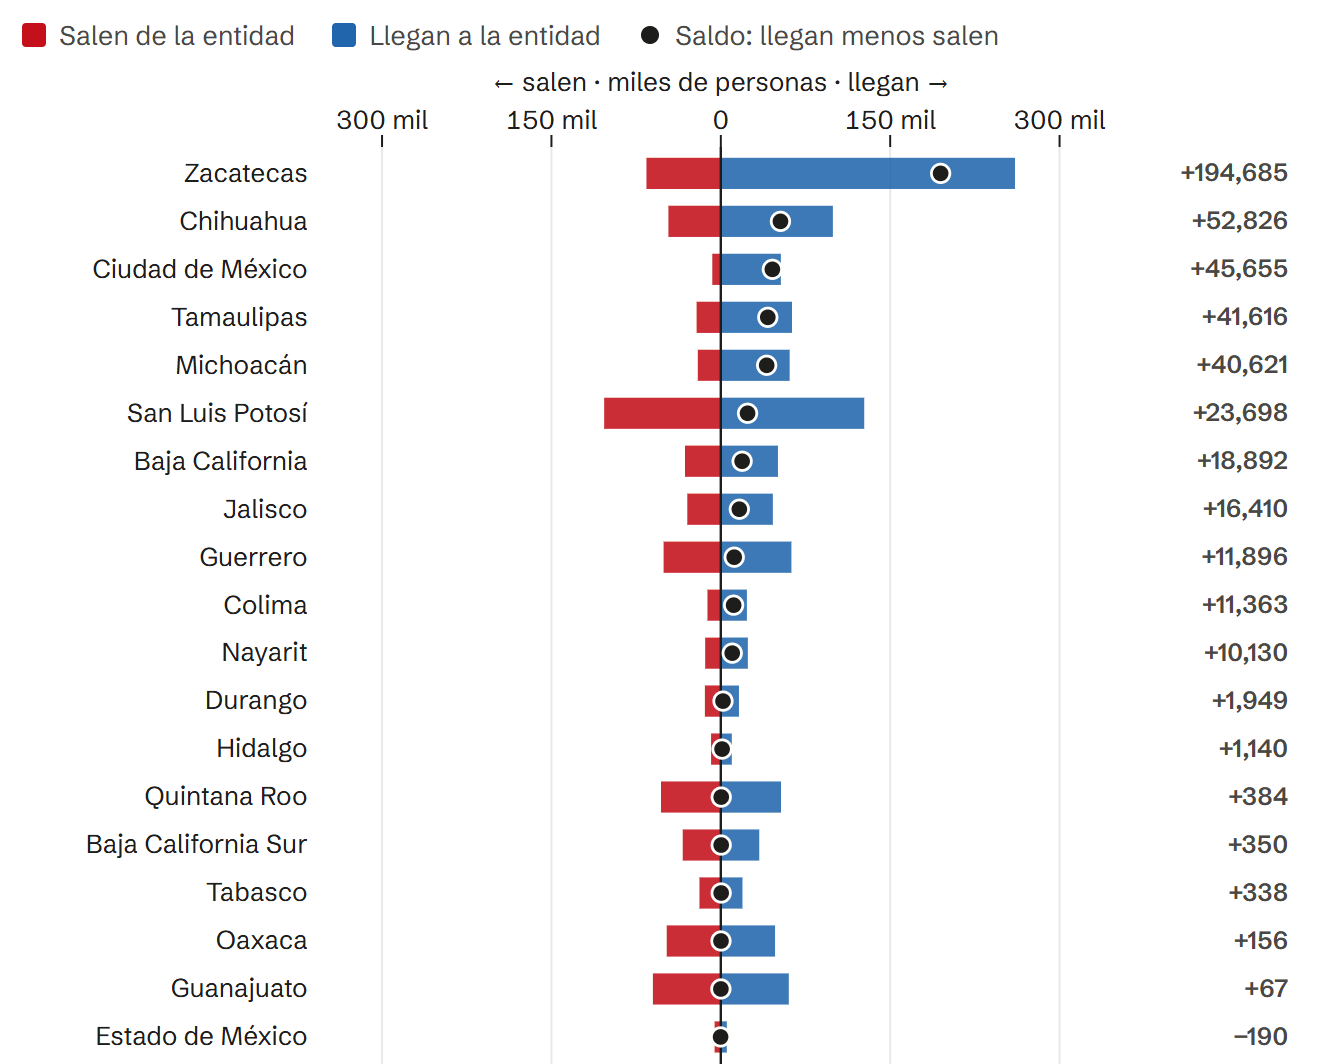 Salen de la entidad Llegan a la entidad Saldo: llegan menos salen
← salen · miles de personas · llegan →
300 mil 150 mil 0 150 mil 300 mil
Zacatecas +194,685
Chihuahua +52,826
Ciudad de México +45,655
Tamaulipas +41,616
Michoacán +40,621
San Luis Potosí +23,698
Baja California +18,892
Jalisco +16,410
Guerrero +11,896
Colima +11,363
Nayarit +10,130
Durango +1,949
Hidalgo +1,140
Quintana Roo +384
Baja California Sur +350
Tabasco +338
Oaxaca +156
Guanajuato +67
Estado de México −190